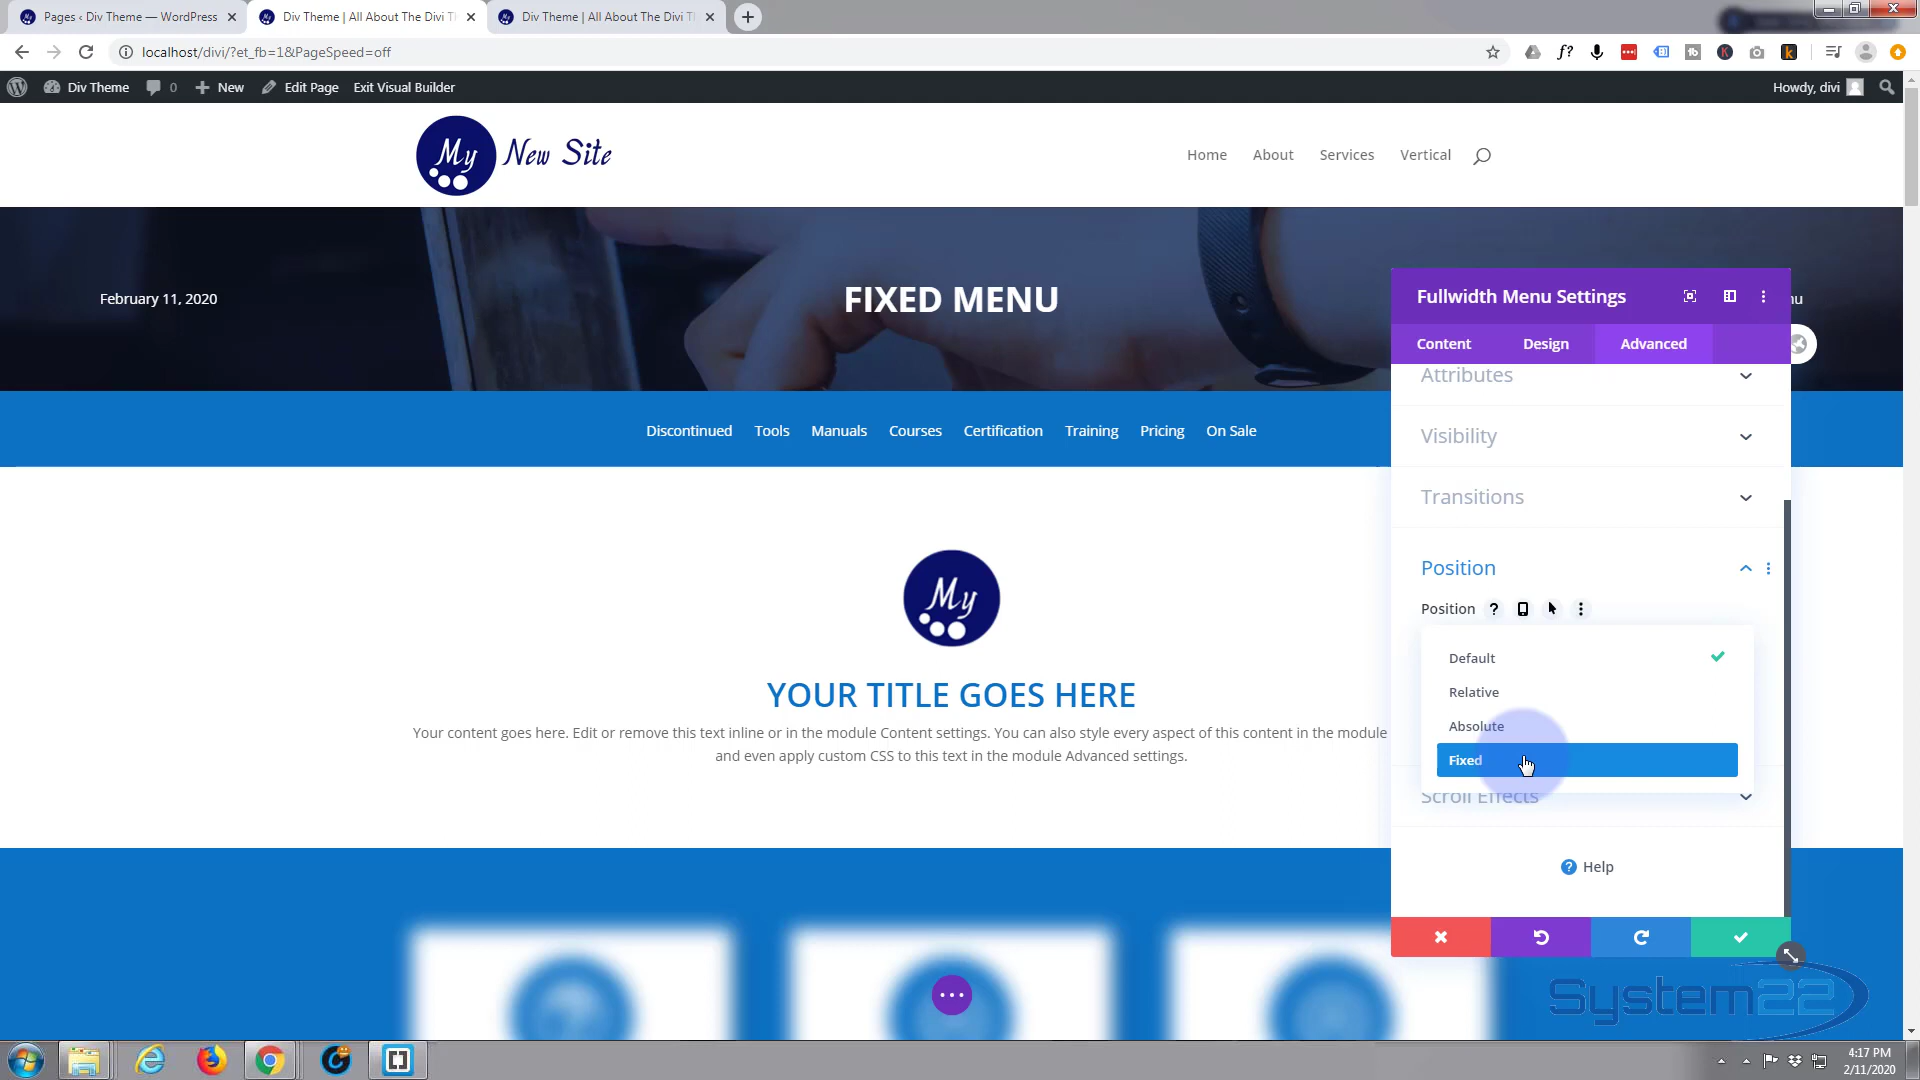 Pages ‹ Div Theme — WordPress
Div Theme | All About The Divi T
Div Theme | All About The Divi T
localhost/divi/?et_fb=1&PageSpeed=off
Div Theme
0
New
Edit Page
Exit Visual Builder
Howdy, divi
My New Site
Home
About
Services
Vertical
February 11, 2020
FIXED MENU
nu
Fullwidth Menu Settings
Content
Design
Advanced
Attributes
Discontinued
Tools
Manuals
Courses
Certification
Training
Pricing
On Sale
Visibility
Transitions
Position
Position
My
Default
Relative
Absolute
Fixed
YOUR TITLE GOES HERE
Your content goes here. Edit or remove this text inline or in the module Content settings. You can also style every aspect of this content in the module
and even apply custom CSS to this text in the module Advanced settings.
Scroll Effects
Help
System22
4:17 PM
2/11/2020